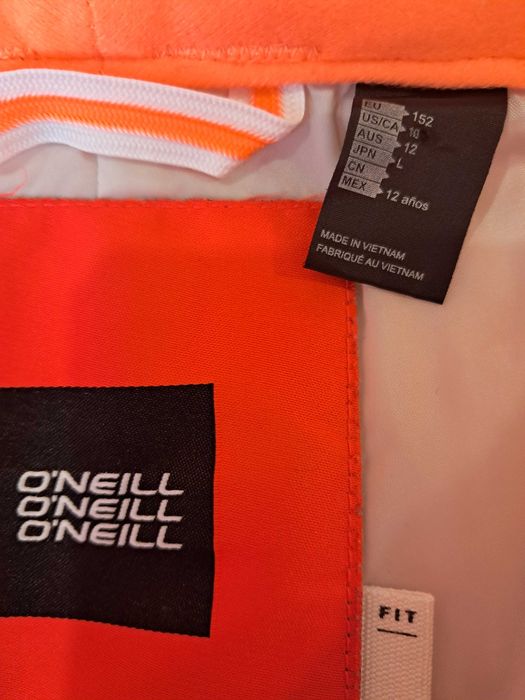 EU 152
US/CA 10
AUS 12
JPN L
CN
MEX 12 años
MADE IN VIETNAM
FABRIQUÉ AU VIETNAM
O'NEILL
O'NEILL
O'NEILL
FIT